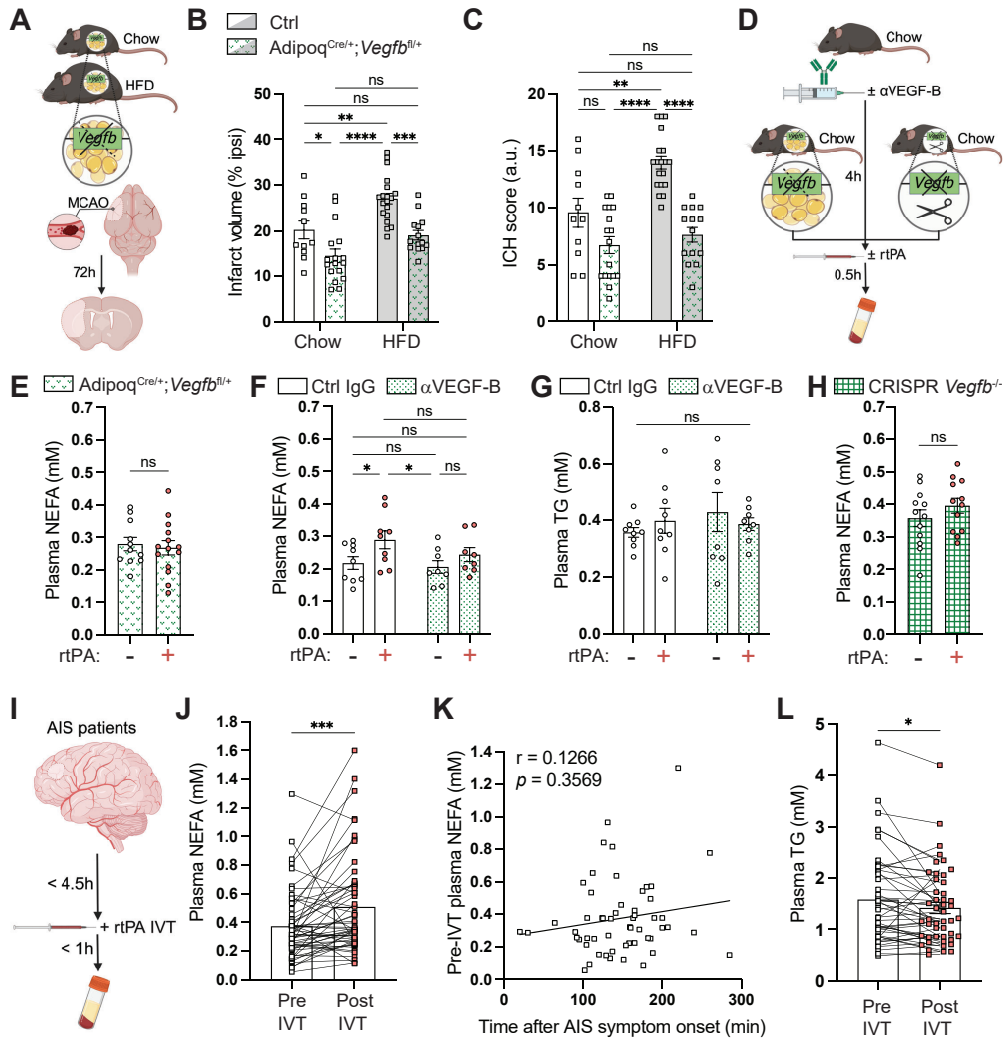 A
Chow
Vegfb
HFD
Vegfb
Vegfb
MCAO
72h
B
Ctrl
Adipoq^Cre/+;Vegfb^fl/+
ns
ns
**
* **** ***
Infarct volume (% ipsi)
50
40
30
20
10
0
Chow HFD
C
ns
ns
**
ns **** ****
ICH score (a.u.)
20
15
10
5
0
Chow HFD
D
Chow
± αVEGF-B
Chow Chow
Vegfb Vegfb
4h
Vegfb Vegfb
± rtPA
0.5h
E
Adipoq^Cre/+;Vegfb^fl/+
Plasma NEFA (mM)
0.7
0.6
0.5
0.4
0.3
0.2
0.1
0.0
ns
rtPA: - +
F
Ctrl IgG αVEGF-B
Plasma NEFA (mM)
0.7
0.6
0.5
0.4
0.3
0.2
0.1
0.0
ns
ns
ns
* * ns
rtPA: - + - +
G
Ctrl IgG αVEGF-B
Plasma TG (mM)
0.8
0.6
0.4
0.2
0.0
ns
rtPA: - + - +
H
CRISPR Vegfb^-/-
Plasma NEFA (mM)
0.7
0.6
0.5
0.4
0.3
0.2
0.1
0.0
ns
rtPA: - +
I
AIS patients
< 4.5h
+ rtPA IVT
< 1h
J
Plasma NEFA (mM)
1.8
1.6
1.4
1.2
1.0
0.8
0.6
0.4
0.2
0.0
***
Pre IVT
Post IVT
K
Pre-IVT plasma NEFA (mM)
1.4
1.2
1.0
0.8
0.6
0.4
0.2
0.0
r = 0.1266
p = 0.3569
0 100 200 300
Time after AIS symptom onset (min)
L
Plasma TG (mM)
5
4
3
2
1
0
*
Pre IVT
Post IVT